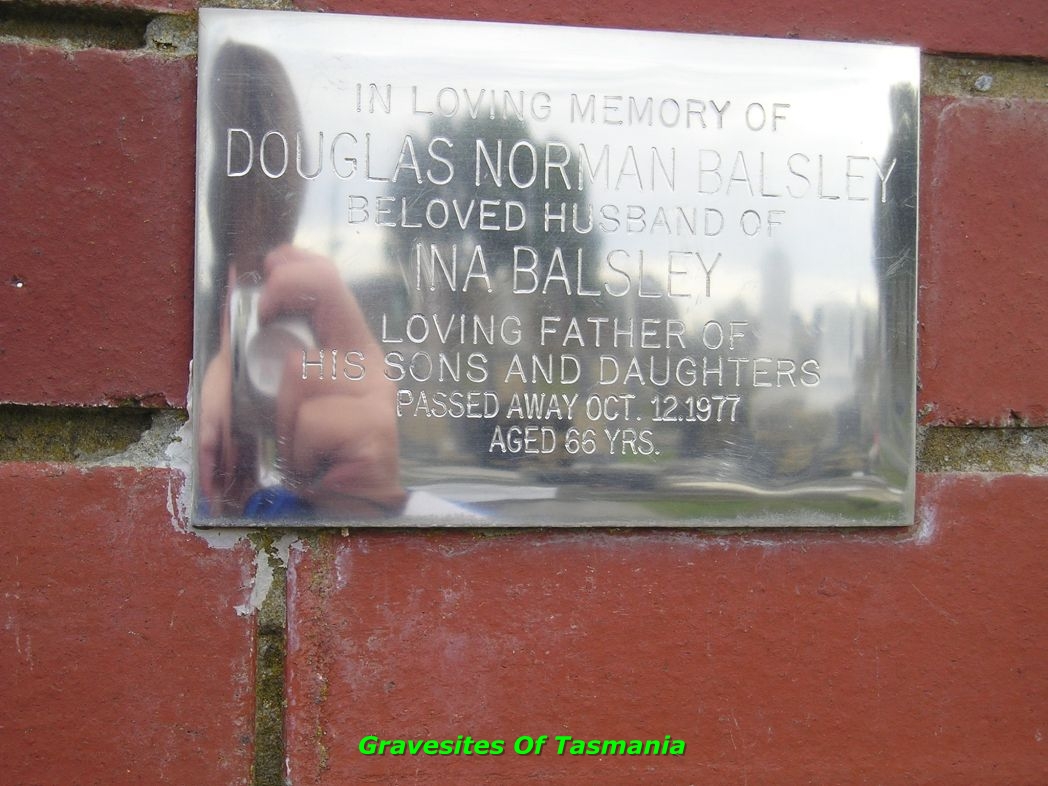 IN LOVING MEMORY OF
DOUGLAS NORMAN BALSLEY
BELOVED HUSBAND OF
INA BALSLEY
LOVING FATHER OF
HIS SONS AND DAUGHTERS
PASSED AWAY OCT. 12.1977
AGED 66 YRS.
Gravesites Of Tasmania